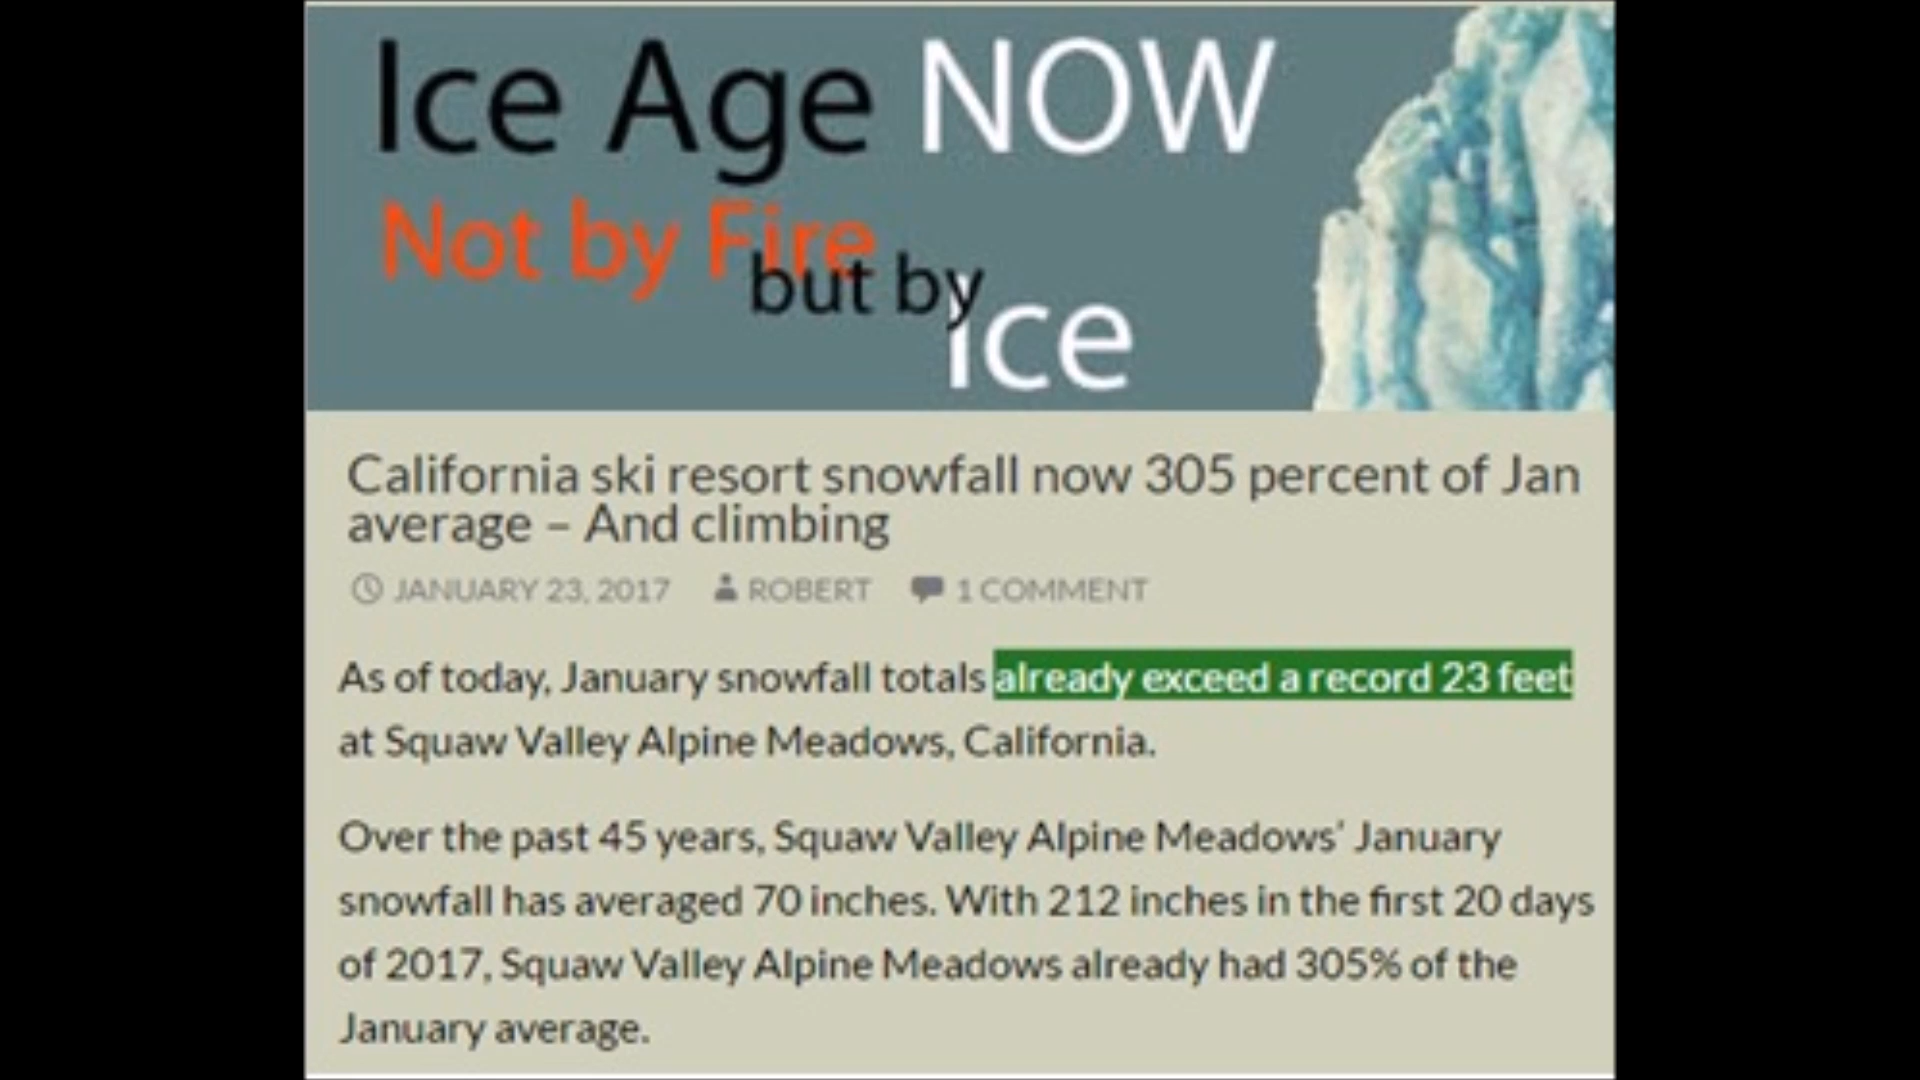 Ice Age NOW
Not by Fire
but by
Ice
California ski resort snowfall now 305 percent of Jan
average – And climbing
JANUARY 23, 2017 ROBERT 1 COMMENT
As of today, January snowfall totals already exceed a record 23 feet
at Squaw Valley Alpine Meadows, California.
Over the past 45 years, Squaw Valley Alpine Meadows’ January
snowfall has averaged 70 inches. With 212 inches in the first 20 days
of 2017, Squaw Valley Alpine Meadows already had 305% of the
January average.